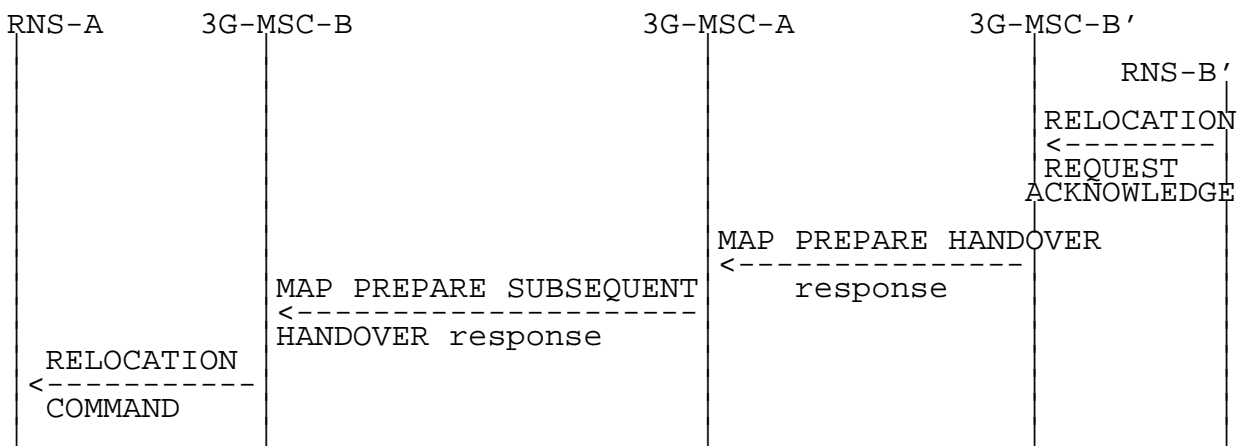 RNS-A 3G-MSC-B 3G-MSC-A 3G-MSC-B'
RNS-B'
RELOCATION
<--------
REQUEST
ACKNOWLEDGE
MAP PREPARE HANDOVER
<---------------
response
MAP PREPARE SUBSEQUENT
<---------------------
HANDOVER response
RELOCATION
<-----------
COMMAND